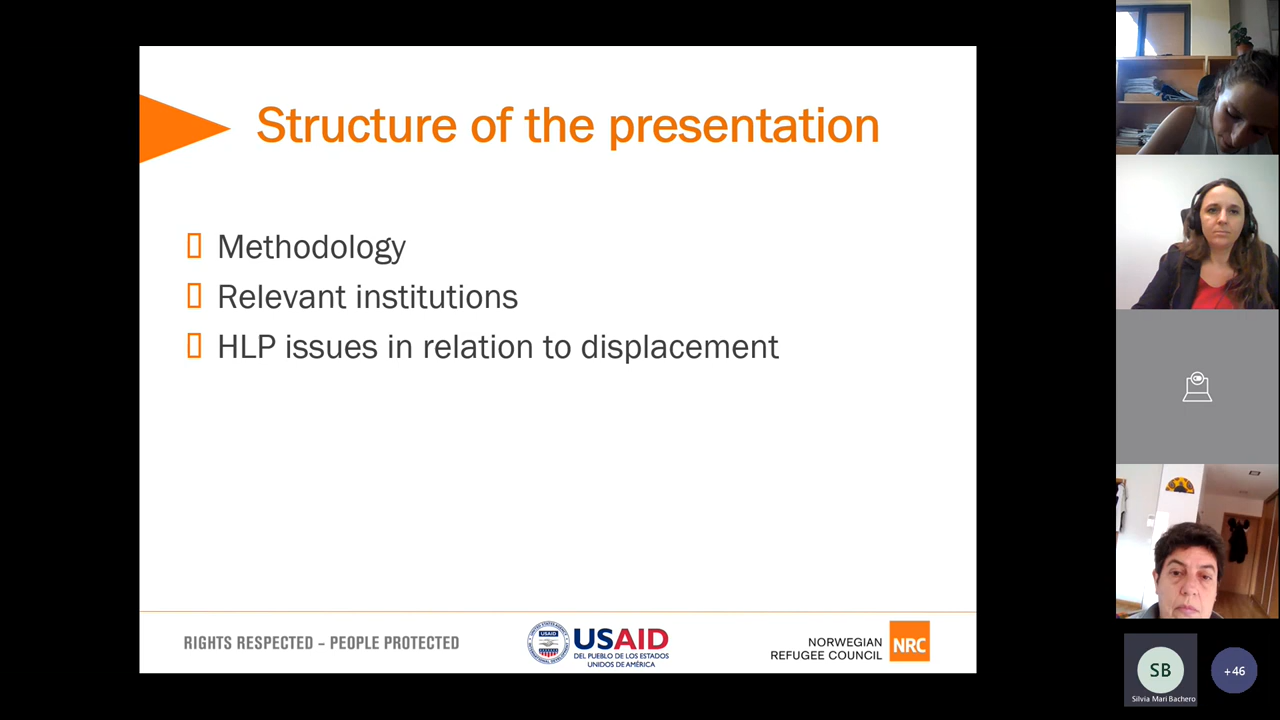 Structure of the presentation
Methodology
Relevant institutions
HLP issues in relation to displacement
RIGHTS RESPECTED – PEOPLE PROTECTED
USAID
USAID
DEL PUEBLO DE LOS ESTADOS
UNIDOS DE AMÉRICA
NORWEGIAN
REFUGEE COUNCIL
NRC
SB
Silvia Mari Bachero
+46